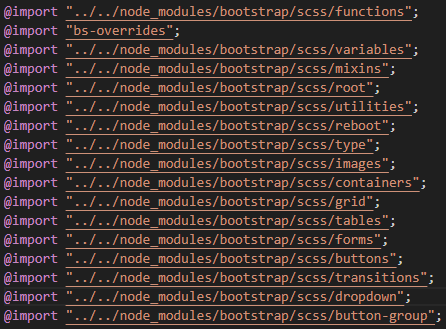 @import "../../node_modules/bootstrap/scss/functions";
@import "bs-overrides";
@import "../../node_modules/bootstrap/scss/variables";
@import "../../node_modules/bootstrap/scss/mixins";
@import "../../node_modules/bootstrap/scss/root";
@import "../../node_modules/bootstrap/scss/utilities";
@import "../../node_modules/bootstrap/scss/reboot";
@import "../../node_modules/bootstrap/scss/type";
@import "../../node_modules/bootstrap/scss/images";
@import "../../node_modules/bootstrap/scss/containers";
@import "../../node_modules/bootstrap/scss/grid";
@import "../../node_modules/bootstrap/scss/tables";
@import "../../node_modules/bootstrap/scss/forms";
@import "../../node_modules/bootstrap/scss/buttons";
@import "../../node_modules/bootstrap/scss/transitions";
@import "../../node_modules/bootstrap/scss/dropdown";
@import "../../node_modules/bootstrap/scss/button-group";